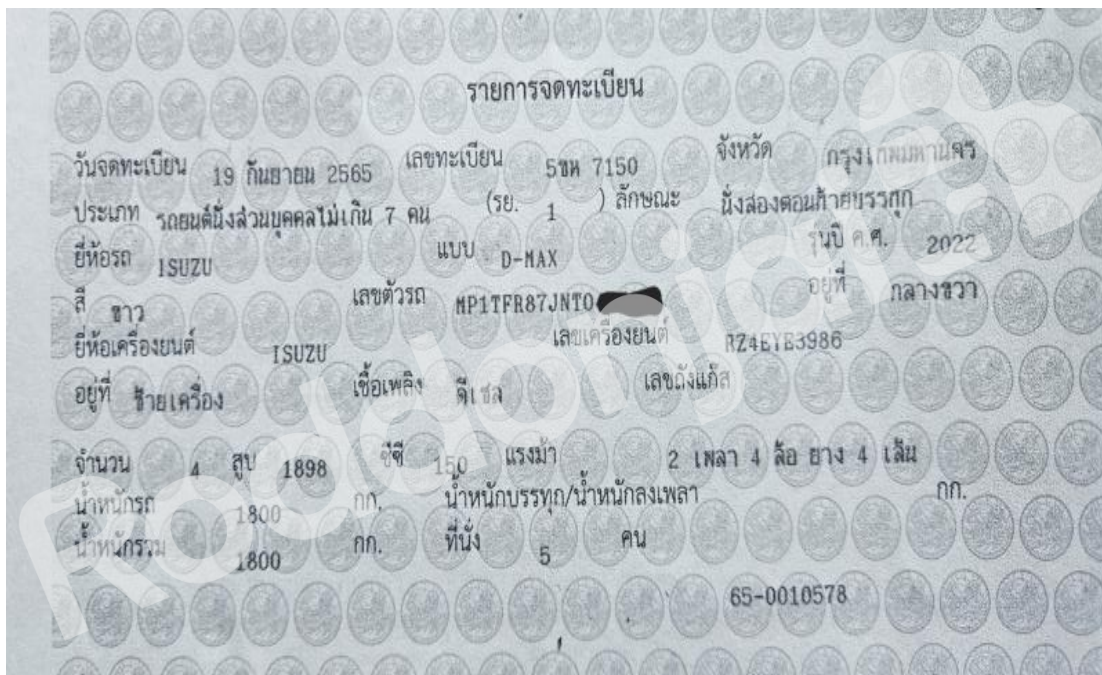 รายการจดทะเบียน
วันจดทะเบียน 19 กันยายน 2565 เลขทะเบียน 5ขห 7150 จังหวัด กรุงเทพมหานคร
ประเภท รถยนต์นั่งส่วนบุคคลไม่เกิน 7 คน (รย. 1 ) ลักษณะ นั่งสองตอนท้ายบรรทุก
ยี่ห้อรถ ISUZU แบบ D-MAX รุ่นปี ค.ศ. 2022
สี ขาว เลขตัวรถ MP1TFR87JNT0 อยู่ที่ กลางขวา
ยี่ห้อเครื่องยนต์ ISUZU เลขเครื่องยนต์ RZ4EYE3986
อยู่ที่ ซ้ายเครื่อง เชื้อเพลิง ดีเซล เลขถังแก๊ส
จำนวน 4 สูบ 1898 ซีซี 150 แรงม้า 2 เพลา 4 ล้อ ยาง 4 เส้น
น้ำหนักรถ 1800 กก. น้ำหนักบรรทุก/น้ำหนักลงเพลา กก.
น้ำหนักรวม 1800 กก. ที่นั่ง 5 คน
65-0010578
Roddonjai